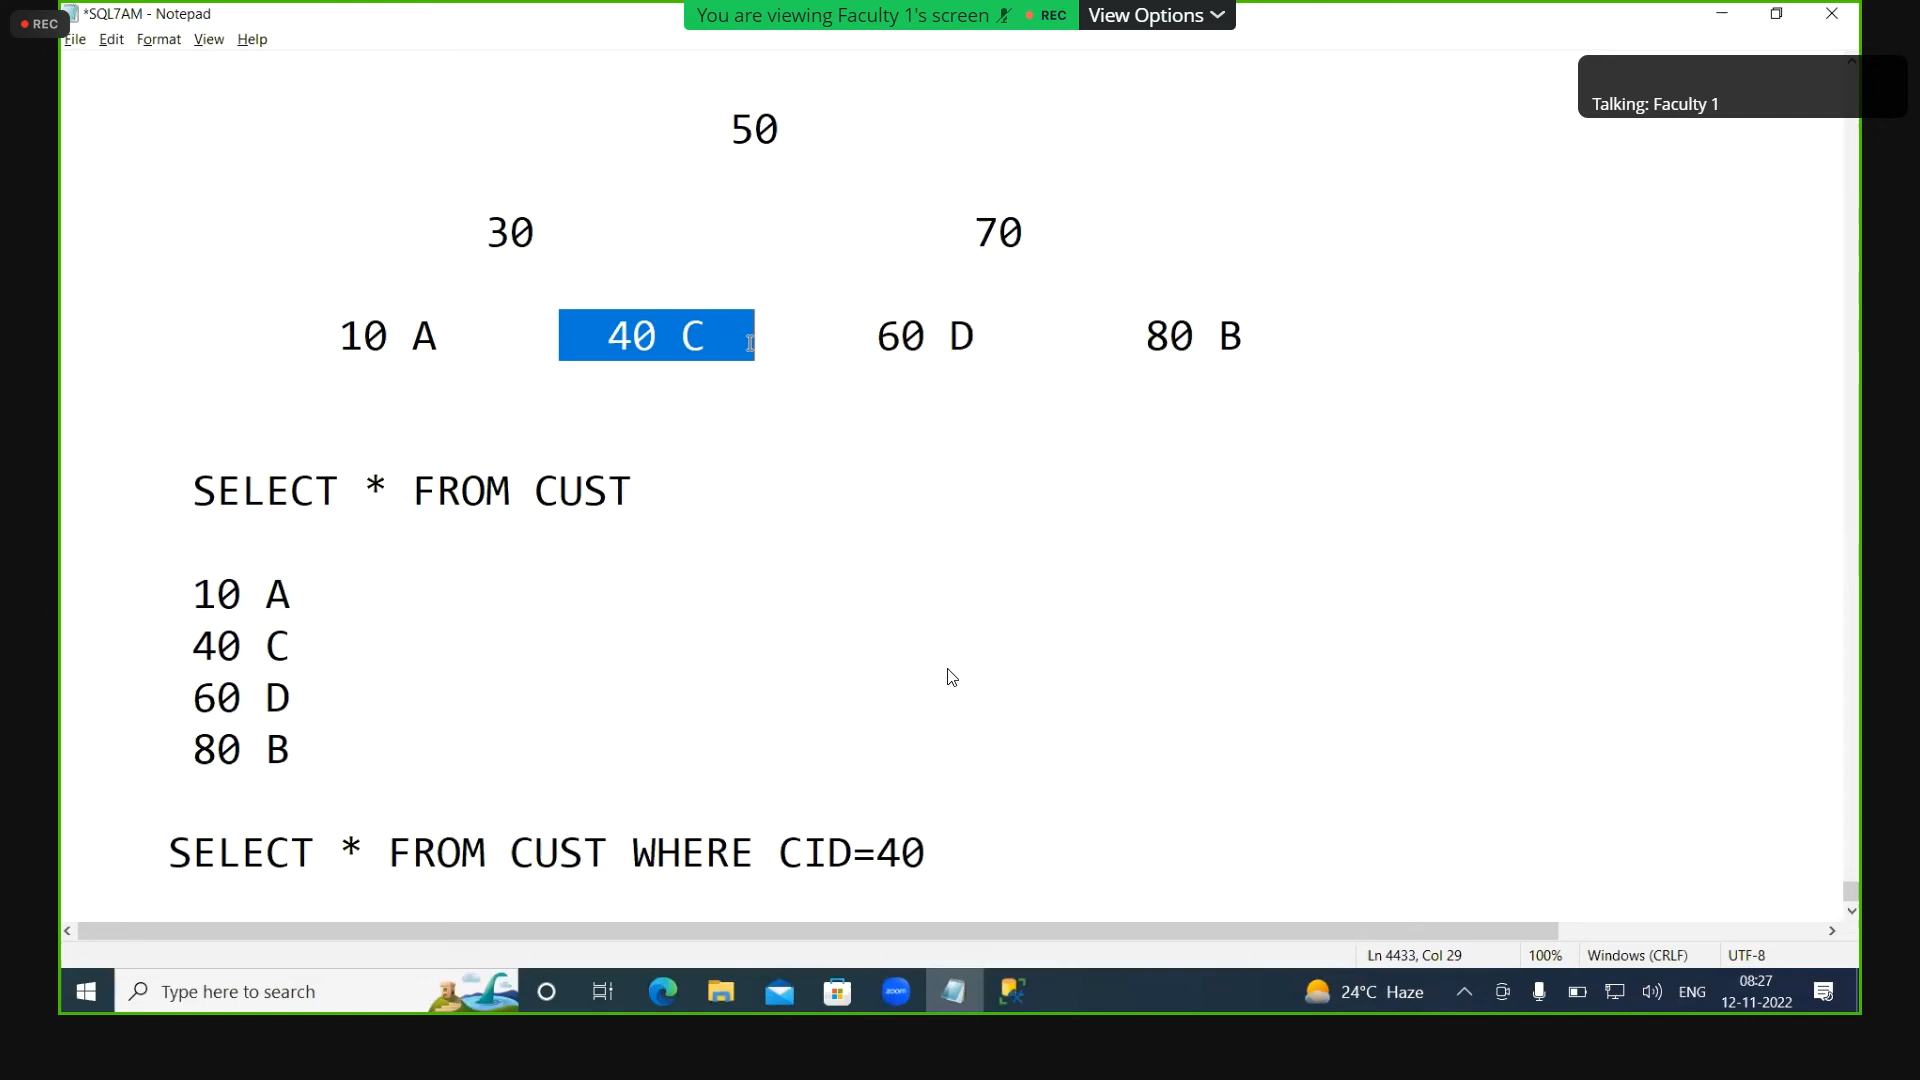 REC
*SQL7AM - Notepad
You are viewing Faculty 1's screen
REC
View Options
File Edit Format View Help
Talking: Faculty 1
50
30 70
10 A 40 C 60 D 80 B
SELECT * FROM CUST
10 A
40 C
60 D
80 B
SELECT * FROM CUST WHERE CID=40
Ln 4433, Col 29 100% Windows (CRLF) UTF-8
Type here to search
zoom
24°C Haze
ENG
08:27
12-11-2022